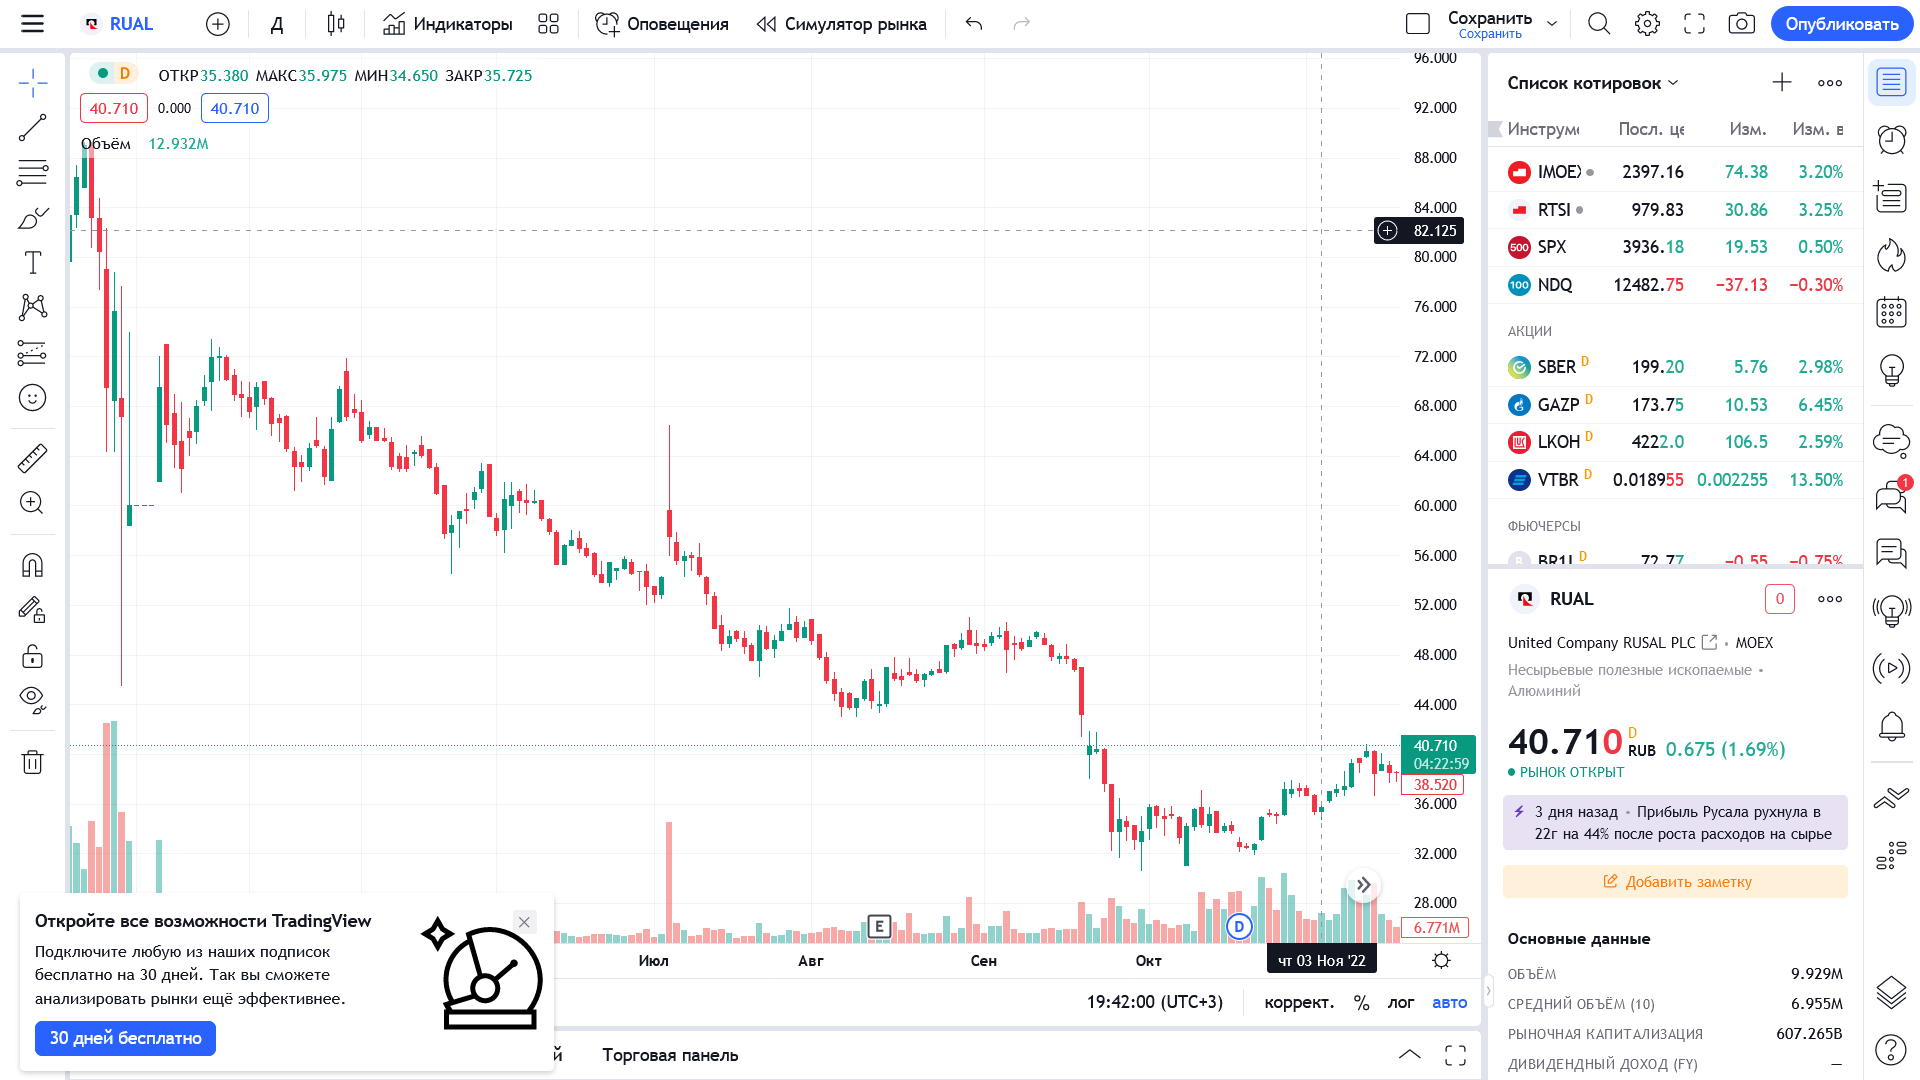 RUAL
Д
Индикаторы
Оповещения
Симулятор рынка
Сохранить
Сохранить
Опубликовать
D
ОТКР35.380 МАКС35.975 МИН34.650 ЗАКР35.725
40.710 0.000 40.710
Объём 12.932M
96.000
92.000
88.000
84.000
82.125
80.000
76.000
72.000
68.000
64.000
60.000
56.000
52.000
48.000
44.000
40.710
04:22:59
38.520
36.000
32.000
28.000
6.771M
E
D
Июл Авг Сен Окт чт 03 Ноя '22
19:42:00 (UTC+3) коррект. % лог авто
й Торговая панель
Откройте все возможности TradingView
Подключите любую из наших подписок
бесплатно на 30 дней. Так вы сможете
анализировать рынки ещё эффективнее.
30 дней бесплатно
Список котировок
Инструме Посл. це Изм. Изм. в
IMOEX 2397.16 74.38 3.20%
RTSI 979.83 30.86 3.25%
500 SPX 3936.18 19.53 0.50%
100 NDQ 12482.75 −37.13 −0.30%
АКЦИИ
SBER D 199.20 5.76 2.98%
GAZP D 173.75 10.53 6.45%
LKOH D 4222.0 106.5 2.59%
VTBR D 0.018955 0.002255 13.50%
ФЬЮЧЕРСЫ
B BR1! D 72.77 −0.55 −0.75%
1
RUAL
0
United Company RUSAL PLC • MOEX
Несырьевые полезные ископаемые •
Алюминий
40.710 D RUB 0.675 (1.69%)
РЫНОК ОТКРЫТ
3 дня назад • Прибыль Русала рухнула в
22г на 44% после роста расходов на сырье
Добавить заметку
Основные данные
ОБЪЁМ 9.929M
СРЕДНИЙ ОБЪЁМ (10) 6.955M
РЫНОЧНАЯ КАПИТАЛИЗАЦИЯ 607.265B
ДИВИДЕНДНЫЙ ДОХОД (FY) —